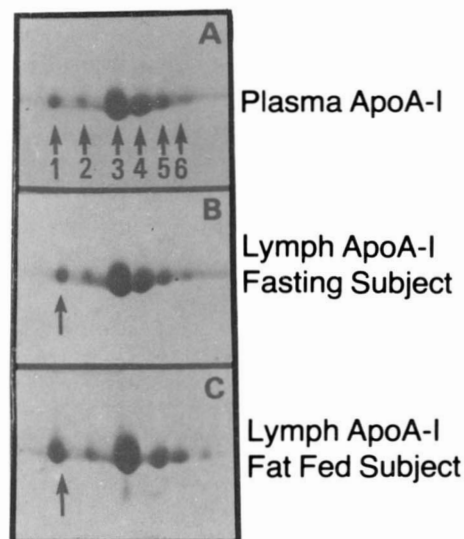 A
Plasma ApoA-I
1 2 3 4 5 6
B
Lymph ApoA-I
Fasting Subject
C
Lymph ApoA-I
Fat Fed Subject